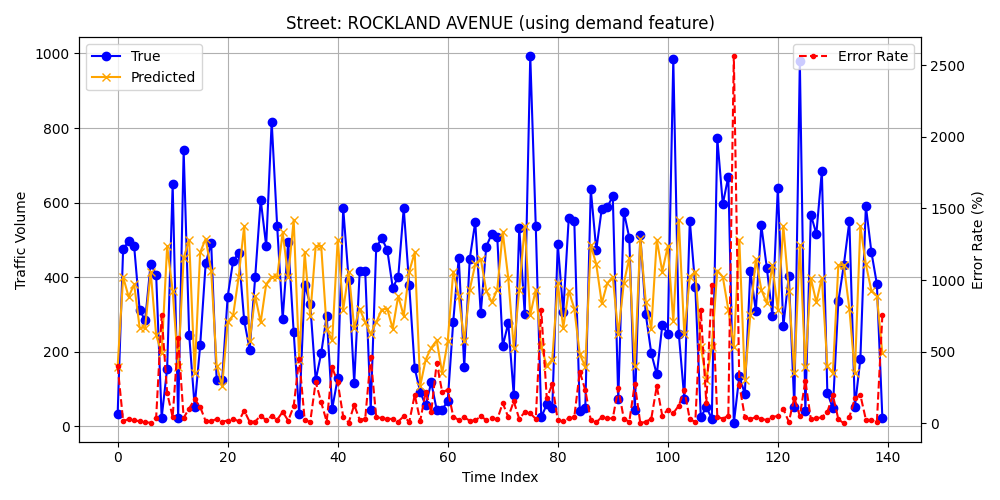 Street: ROCKLAND AVENUE (using demand feature)
True
Predicted
Error Rate
1000
800
600
400
200
0
Traffic Volume
2500
2000
1500
1000
500
0
Error Rate (%)
0 20 40 60 80 100 120 140
Time Index